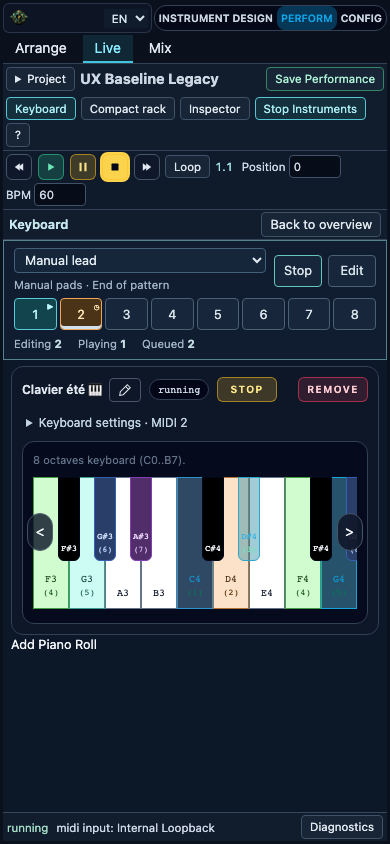 EN INSTRUMENT DESIGN PERFORM CONFIG
Arrange Live Mix
Project UX Baseline Legacy Save Performance
Keyboard Compact rack Inspector Stop Instruments
?
Loop 1.1 Position 0
BPM 60
Keyboard Back to overview
Manual lead Stop Edit
Manual pads · End of pattern
1 2 3 4 5 6 7 8
Editing 2 Playing 1 Queued 2
Clavier été 🎹 running STOP REMOVE
Keyboard settings · MIDI 2
8 octaves keyboard (C0..B7).
< >
F#3 G#3 A#3 C#4 D#4 F#4
(6) (7)
F3 G3 A3 B3 C4 D4 E4 F4 G4
(4) (5) (2) (4)
Add Piano Roll
running midi input: Internal Loopback Diagnostics